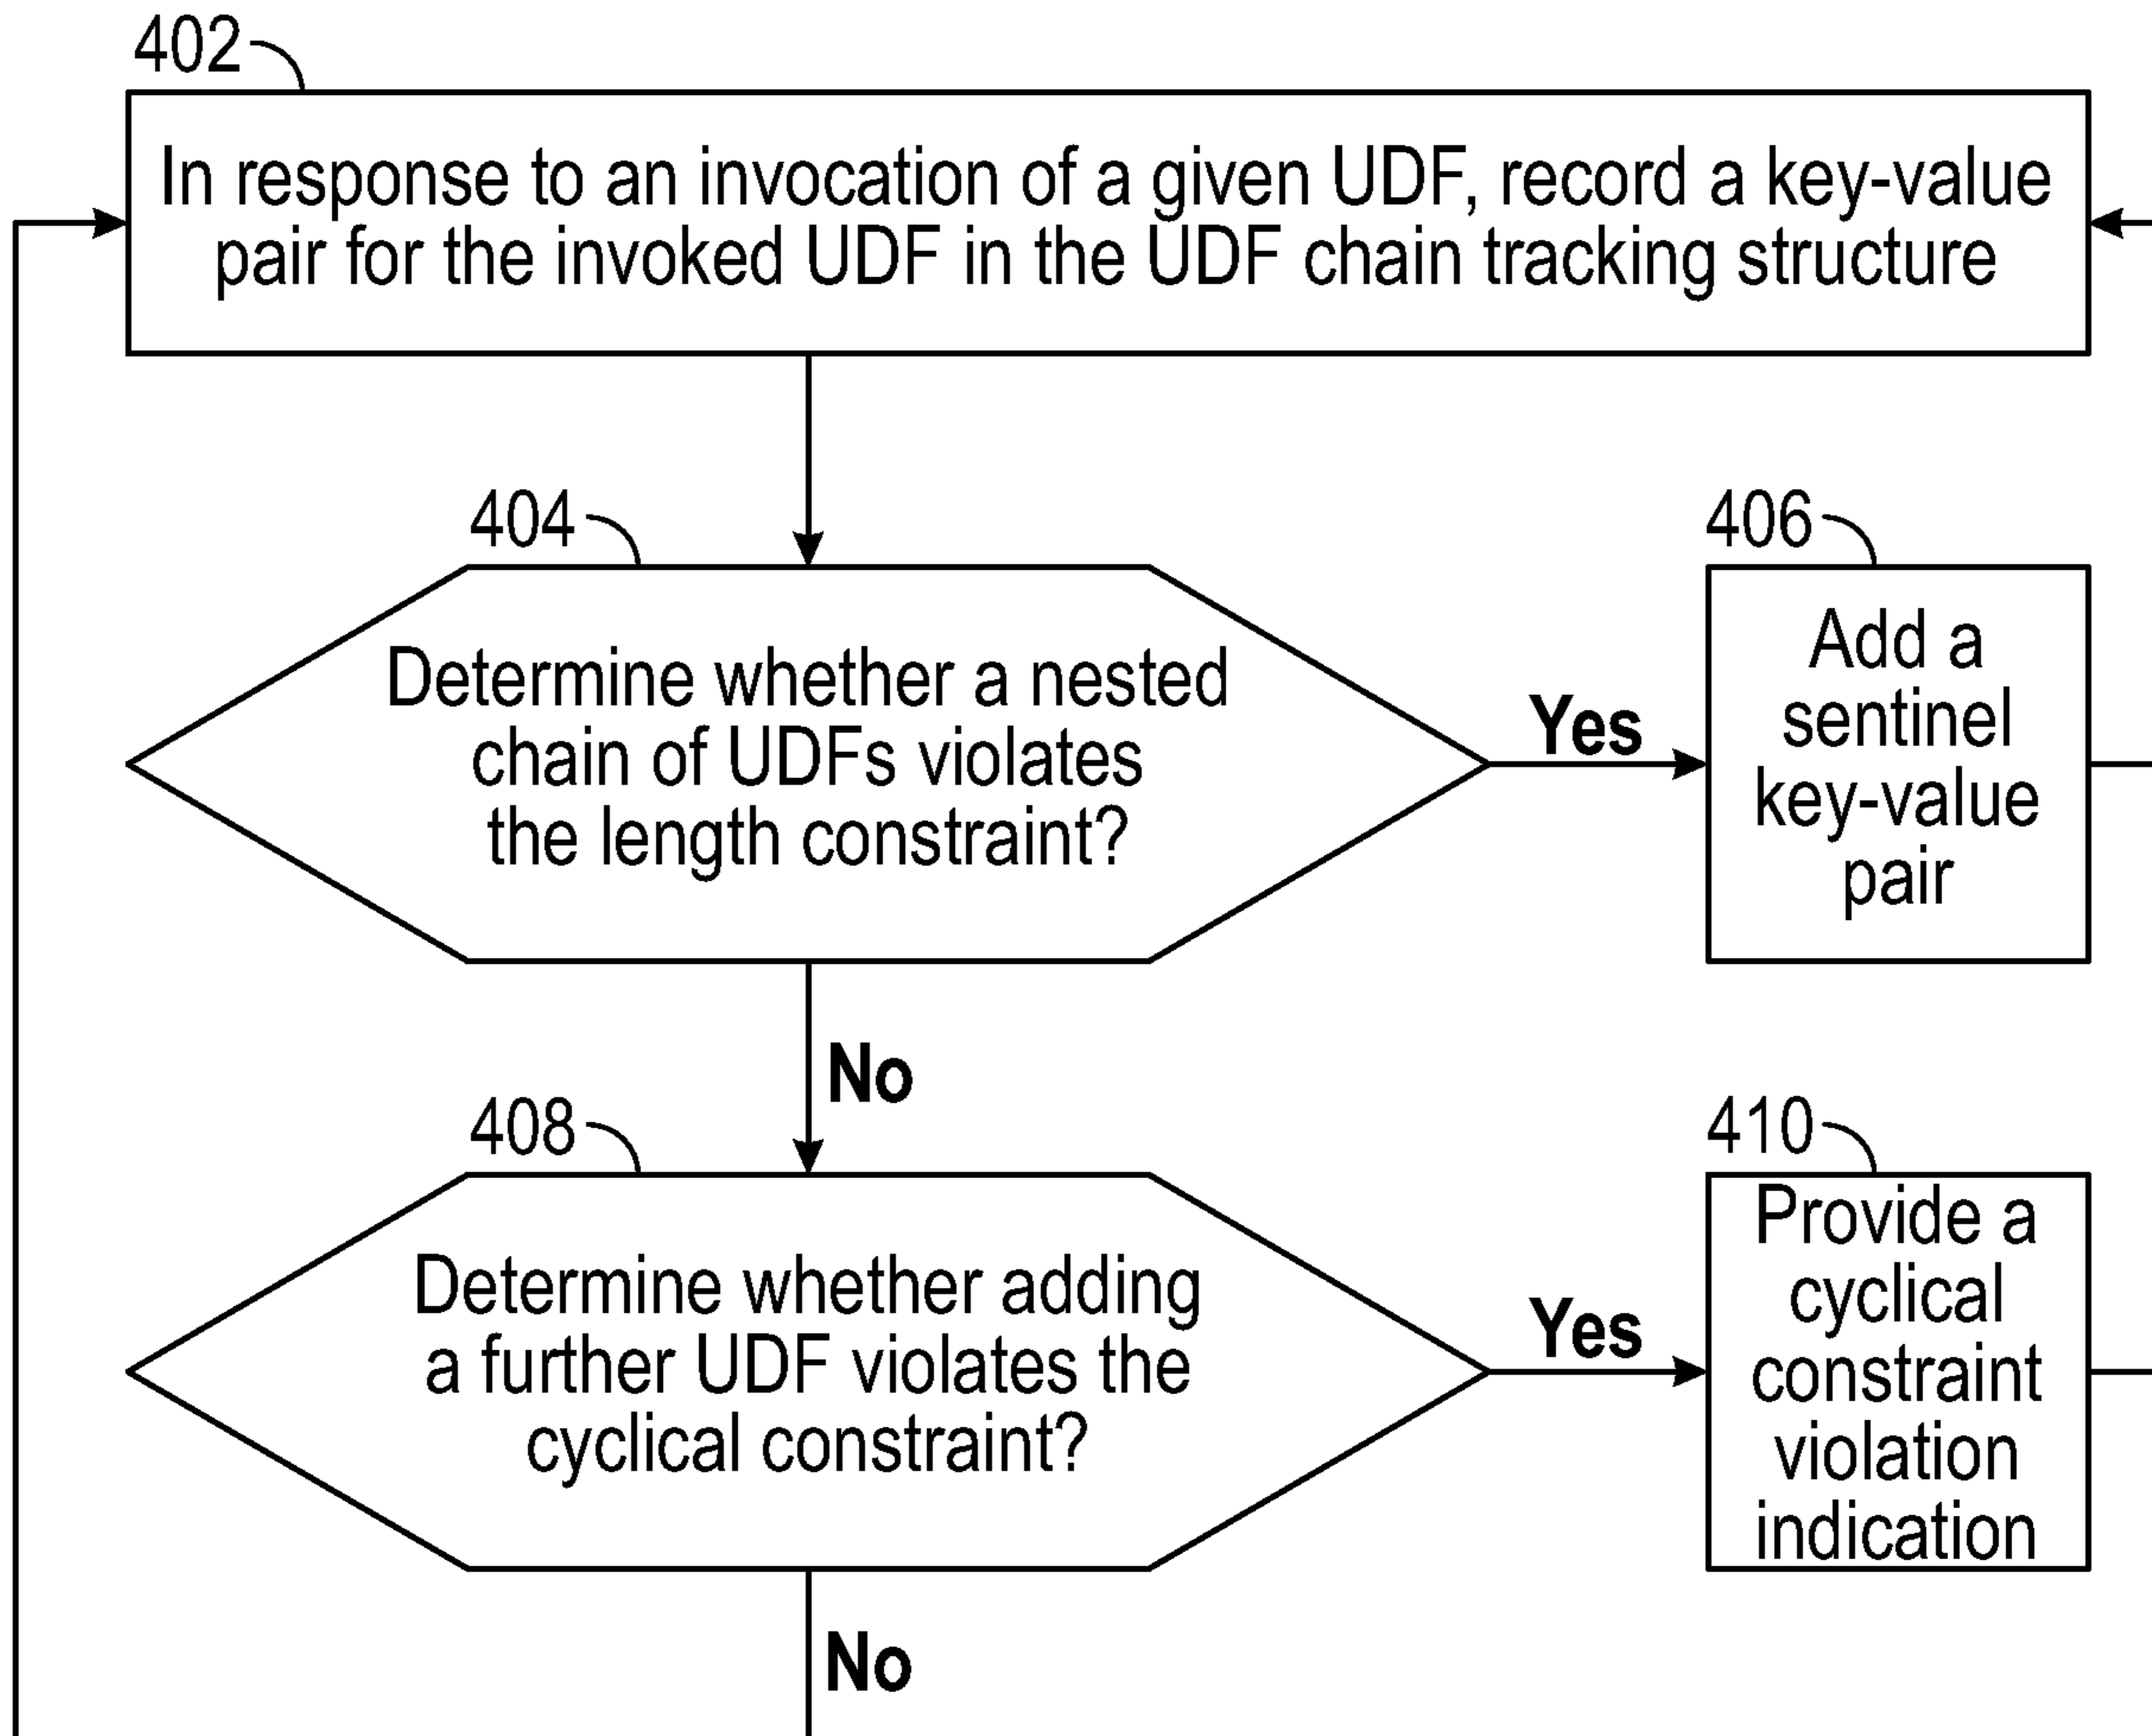 402
In response to an invocation of a given UDF, record a key-value
pair for the invoked UDF in the UDF chain tracking structure
404
Determine whether a nested
chain of UDFs violates
the length constraint?
Yes
406
Add a
sentinel
key-value
pair
No
408
Determine whether adding
a further UDF violates the
cyclical constraint?
Yes
410
Provide a
cyclical
constraint
violation
indication
No